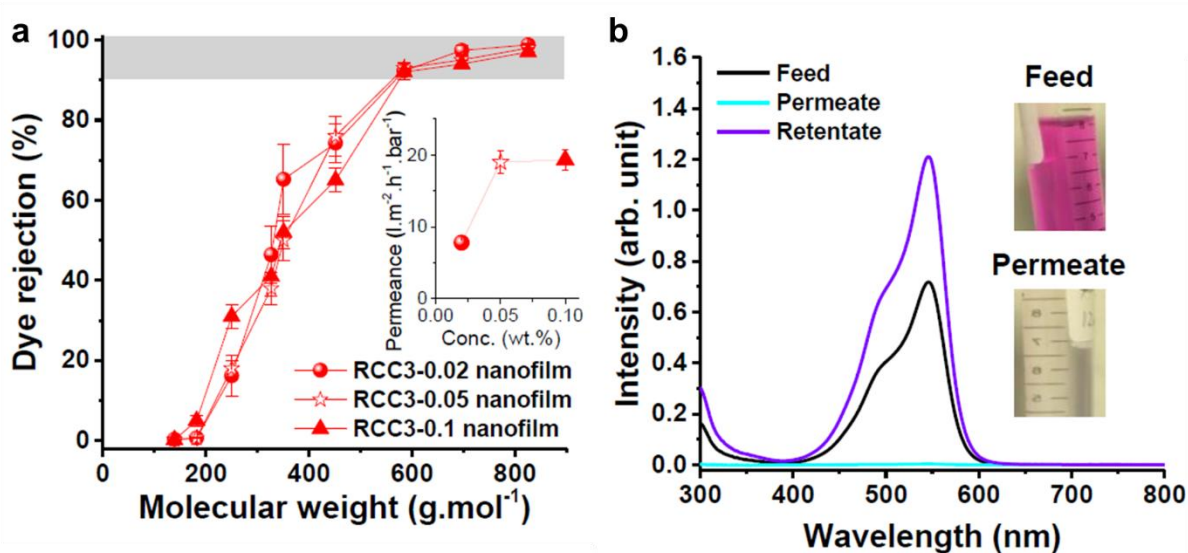 a
Dye rejection (%)
100
80
60
40
20
0
0
200
400
600
800
Molecular weight (g.mol⁻¹)
Permeance (l.m⁻².h⁻¹ bar⁻¹)
20
10
0
0.00
0.05
0.10
Conc. (wt.%)
RCC3-0.02 nanofilm
RCC3-0.05 nanofilm
RCC3-0.1 nanofilm
b
Intensity (arb. unit)
1.6
1.4
1.2
1.0
0.8
0.6
0.4
0.2
0.0
300
400
500
600
700
800
Wavelength (nm)
Feed
Permeate
Retentate
Feed
Permeate